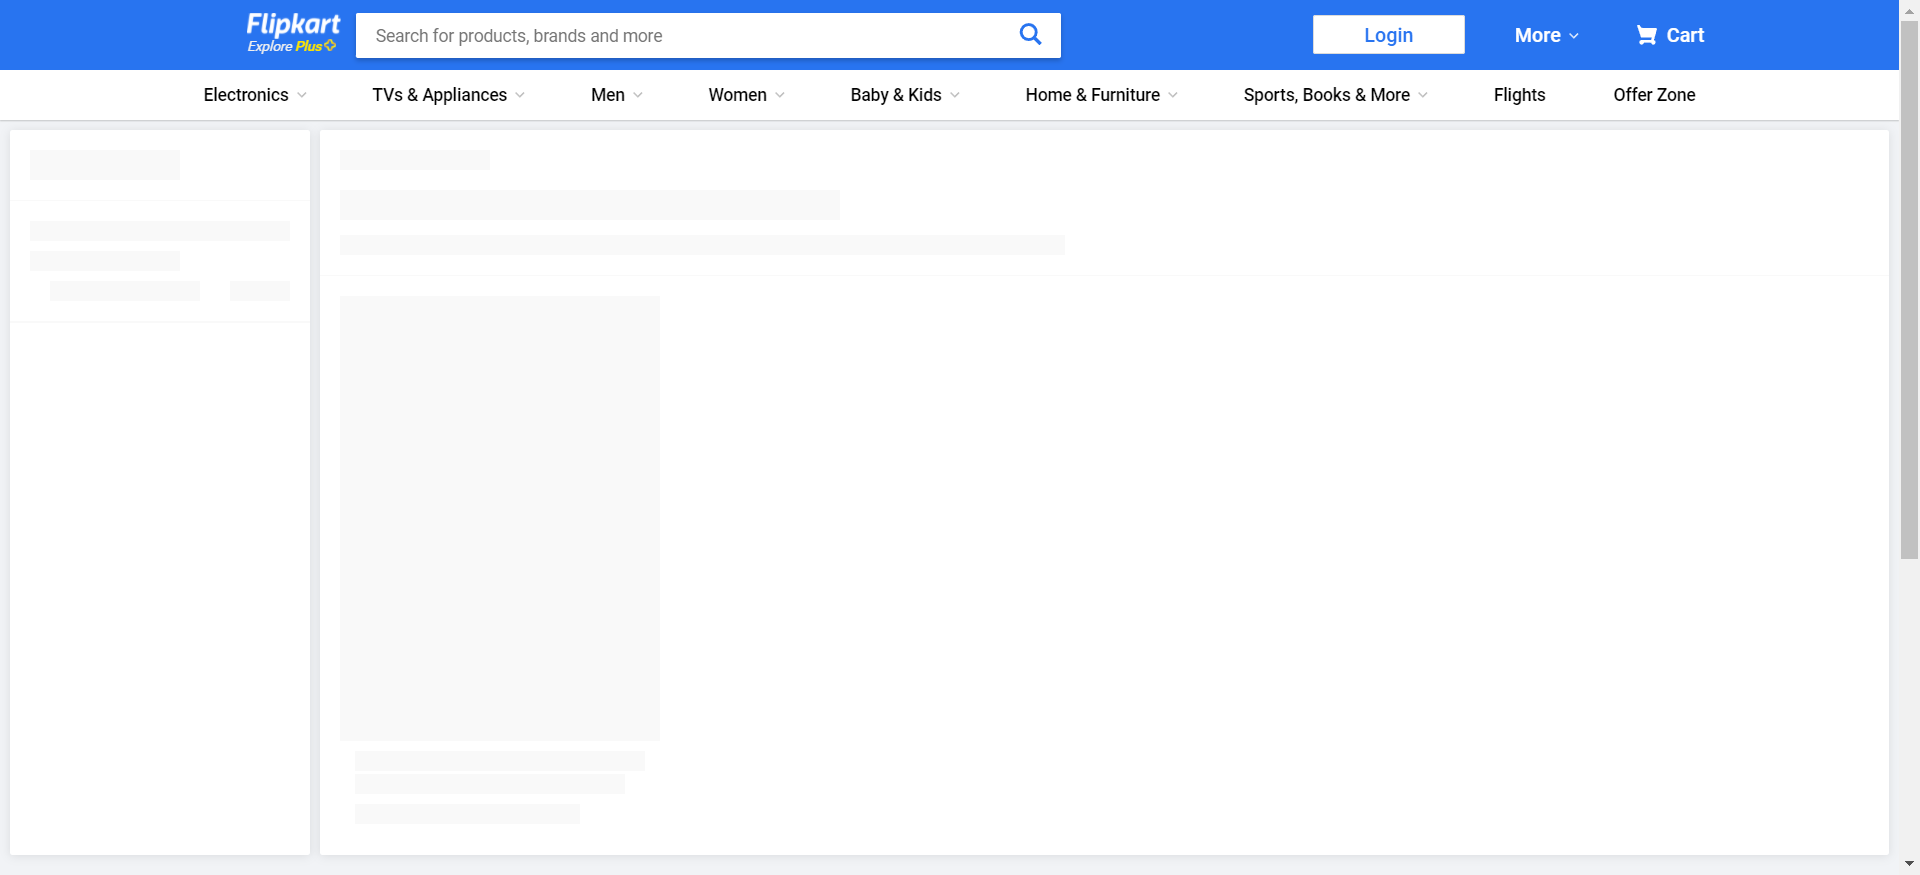 Flipkart
Explore Plus
Search for products, brands and more
Login
More
Cart
Electronics
TVs & Appliances
Men
Women
Baby & Kids
Home & Furniture
Sports, Books & More
Flights
Offer Zone